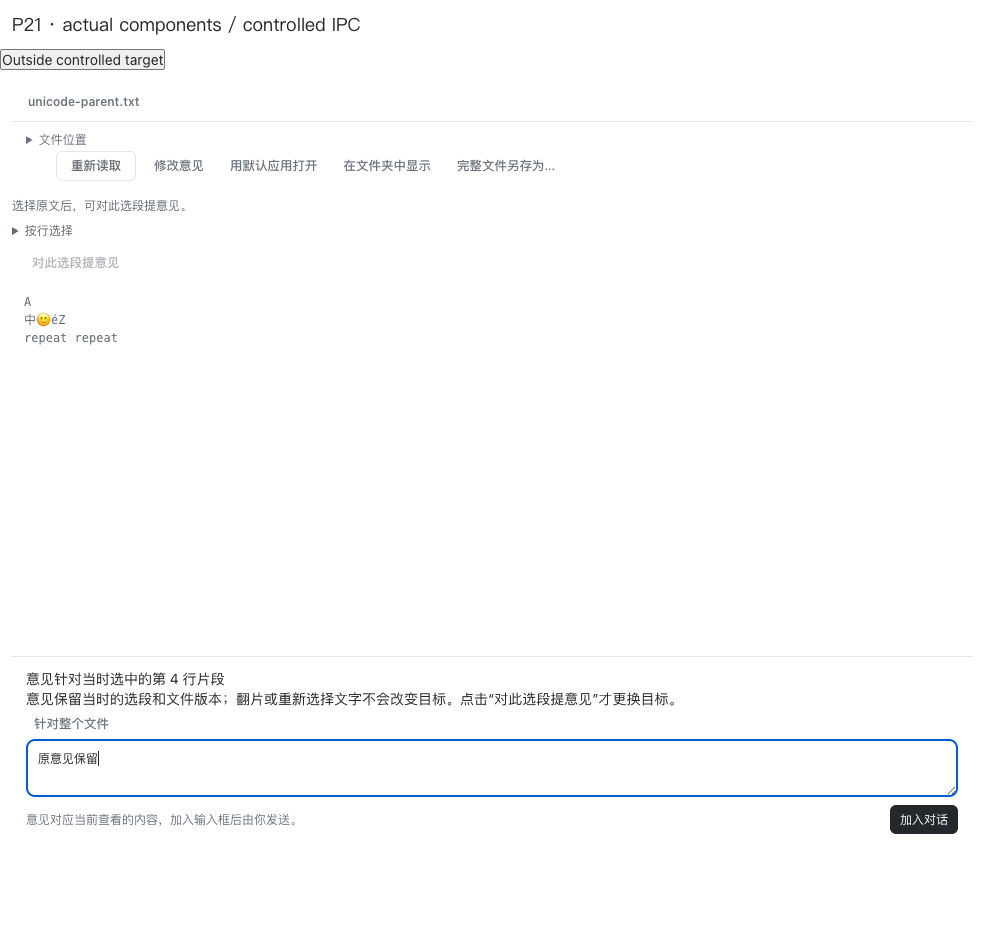 P21 · actual components / controlled IPC
Outside controlled target
unicode-parent.txt
文件位置
重新读取 修改意见 用默认应用打开 在文件夹中显示 完整文件另存为...
选择原文后，可对此选段提意见。
按行选择
对此选段提意见
A
中🙂éZ
repeat repeat
意见针对当时选中的第 4 行片段
意见保留当时的选段和文件版本；翻片或重新选择文字不会改变目标。点击“对此选段提意见”才更换目标。
针对整个文件
原意见保留
意见对应当前查看的内容，加入输入框后由你发送。 加入对话